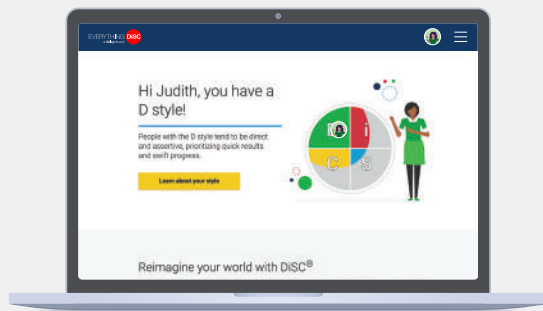 EVERYTHING DiSC
Hi Judith, you have a
D style!
People with the D style tend to be direct
and assertive, prioritizing quick results
and swift progress.
Learn about your style
D i
C S
Reimagine your world with DiSC®